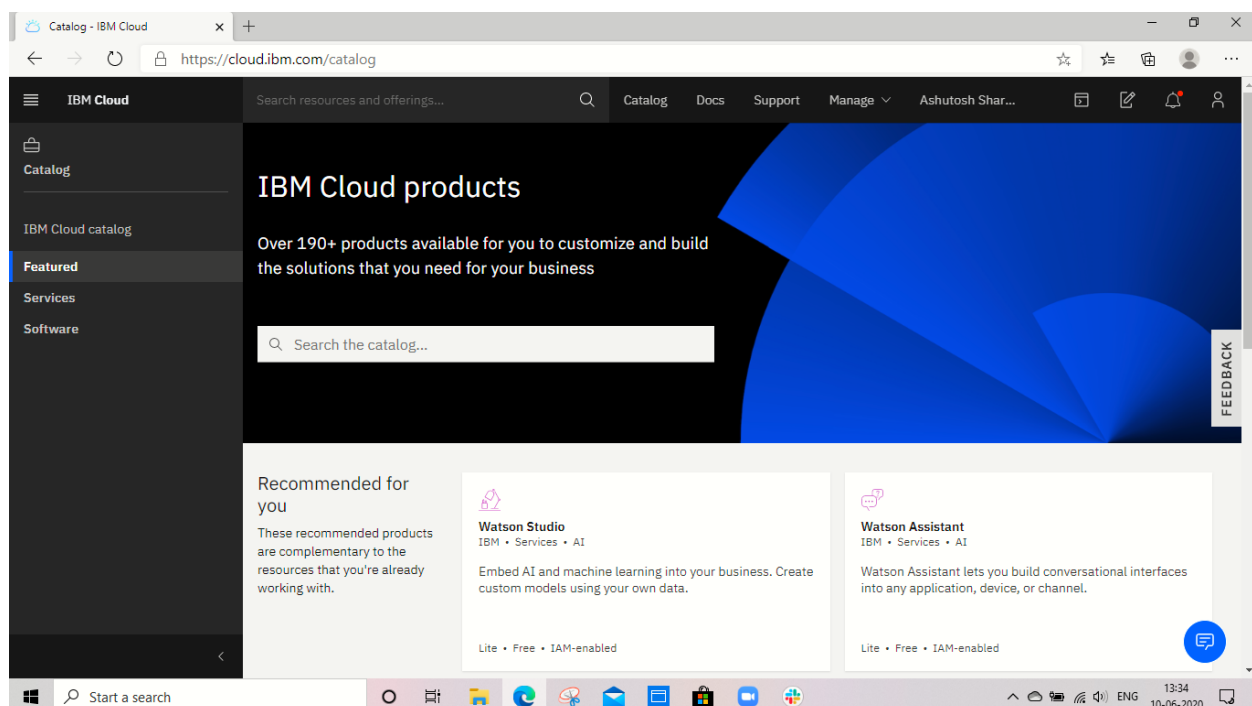 Catalog - IBM Cloud
https://cloud.ibm.com/catalog
IBM Cloud
Search resources and offerings...
Catalog
Docs
Support
Manage
Ashutosh Shar...
Catalog
IBM Cloud catalog
Featured
Services
Software
IBM Cloud products
Over 190+ products available for you to customize and build
the solutions that you need for your business
Search the catalog...
FEEDBACK
Recommended for
you
These recommended products
are complementary to the
resources that you're already
working with.
Watson Studio
IBM • Services • AI
Embed AI and machine learning into your business. Create
custom models using your own data.
Lite • Free • IAM-enabled
Watson Assistant
IBM • Services • AI
Watson Assistant lets you build conversational interfaces
into any application, device, or channel.
Lite • Free • IAM-enabled
Start a search
ENG
13:34
10-06-2020